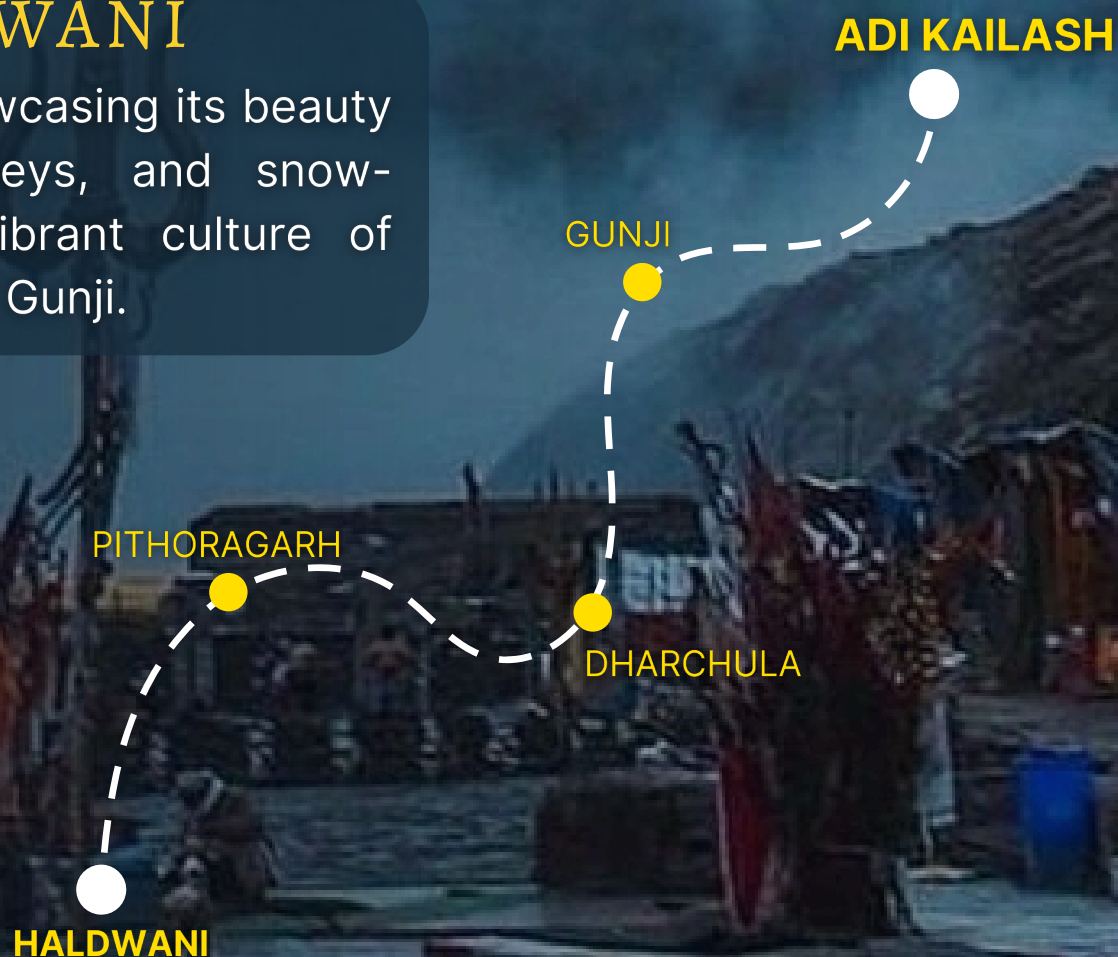 WANI
wcasing its beauty
eys, and snow-
ibrant culture of
Gunji.
ADI KAILASH
GUNJI
PITHORAGARH
DHARCHULA
HALDWANI